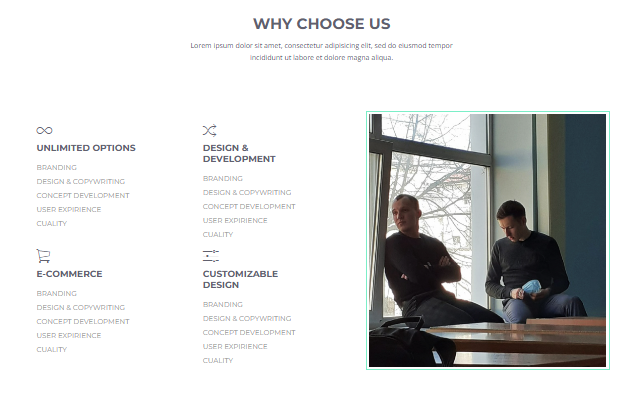 WHY CHOOSE US
Lorem ipsum dolor sit amet, consectetur adipisicing elit, sed do eiusmod tempor
incididunt ut labore et dolore magna aliqua.
UNLIMITED OPTIONS
BRANDING
DESIGN & COPYWRITING
CONCEPT DEVELOPMENT
USER EXPIRIENCE
CUALITY
DESIGN &
DEVELOPMENT
BRANDING
DESIGN & COPYWRITING
CONCEPT DEVELOPMENT
USER EXPIRIENCE
CUALITY
E-COMMERCE
BRANDING
DESIGN & COPYWRITING
CONCEPT DEVELOPMENT
USER EXPIRIENCE
CUALITY
CUSTOMIZABLE
DESIGN
BRANDING
DESIGN & COPYWRITING
CONCEPT DEVELOPMENT
USER EXPIRIENCE
CUALITY